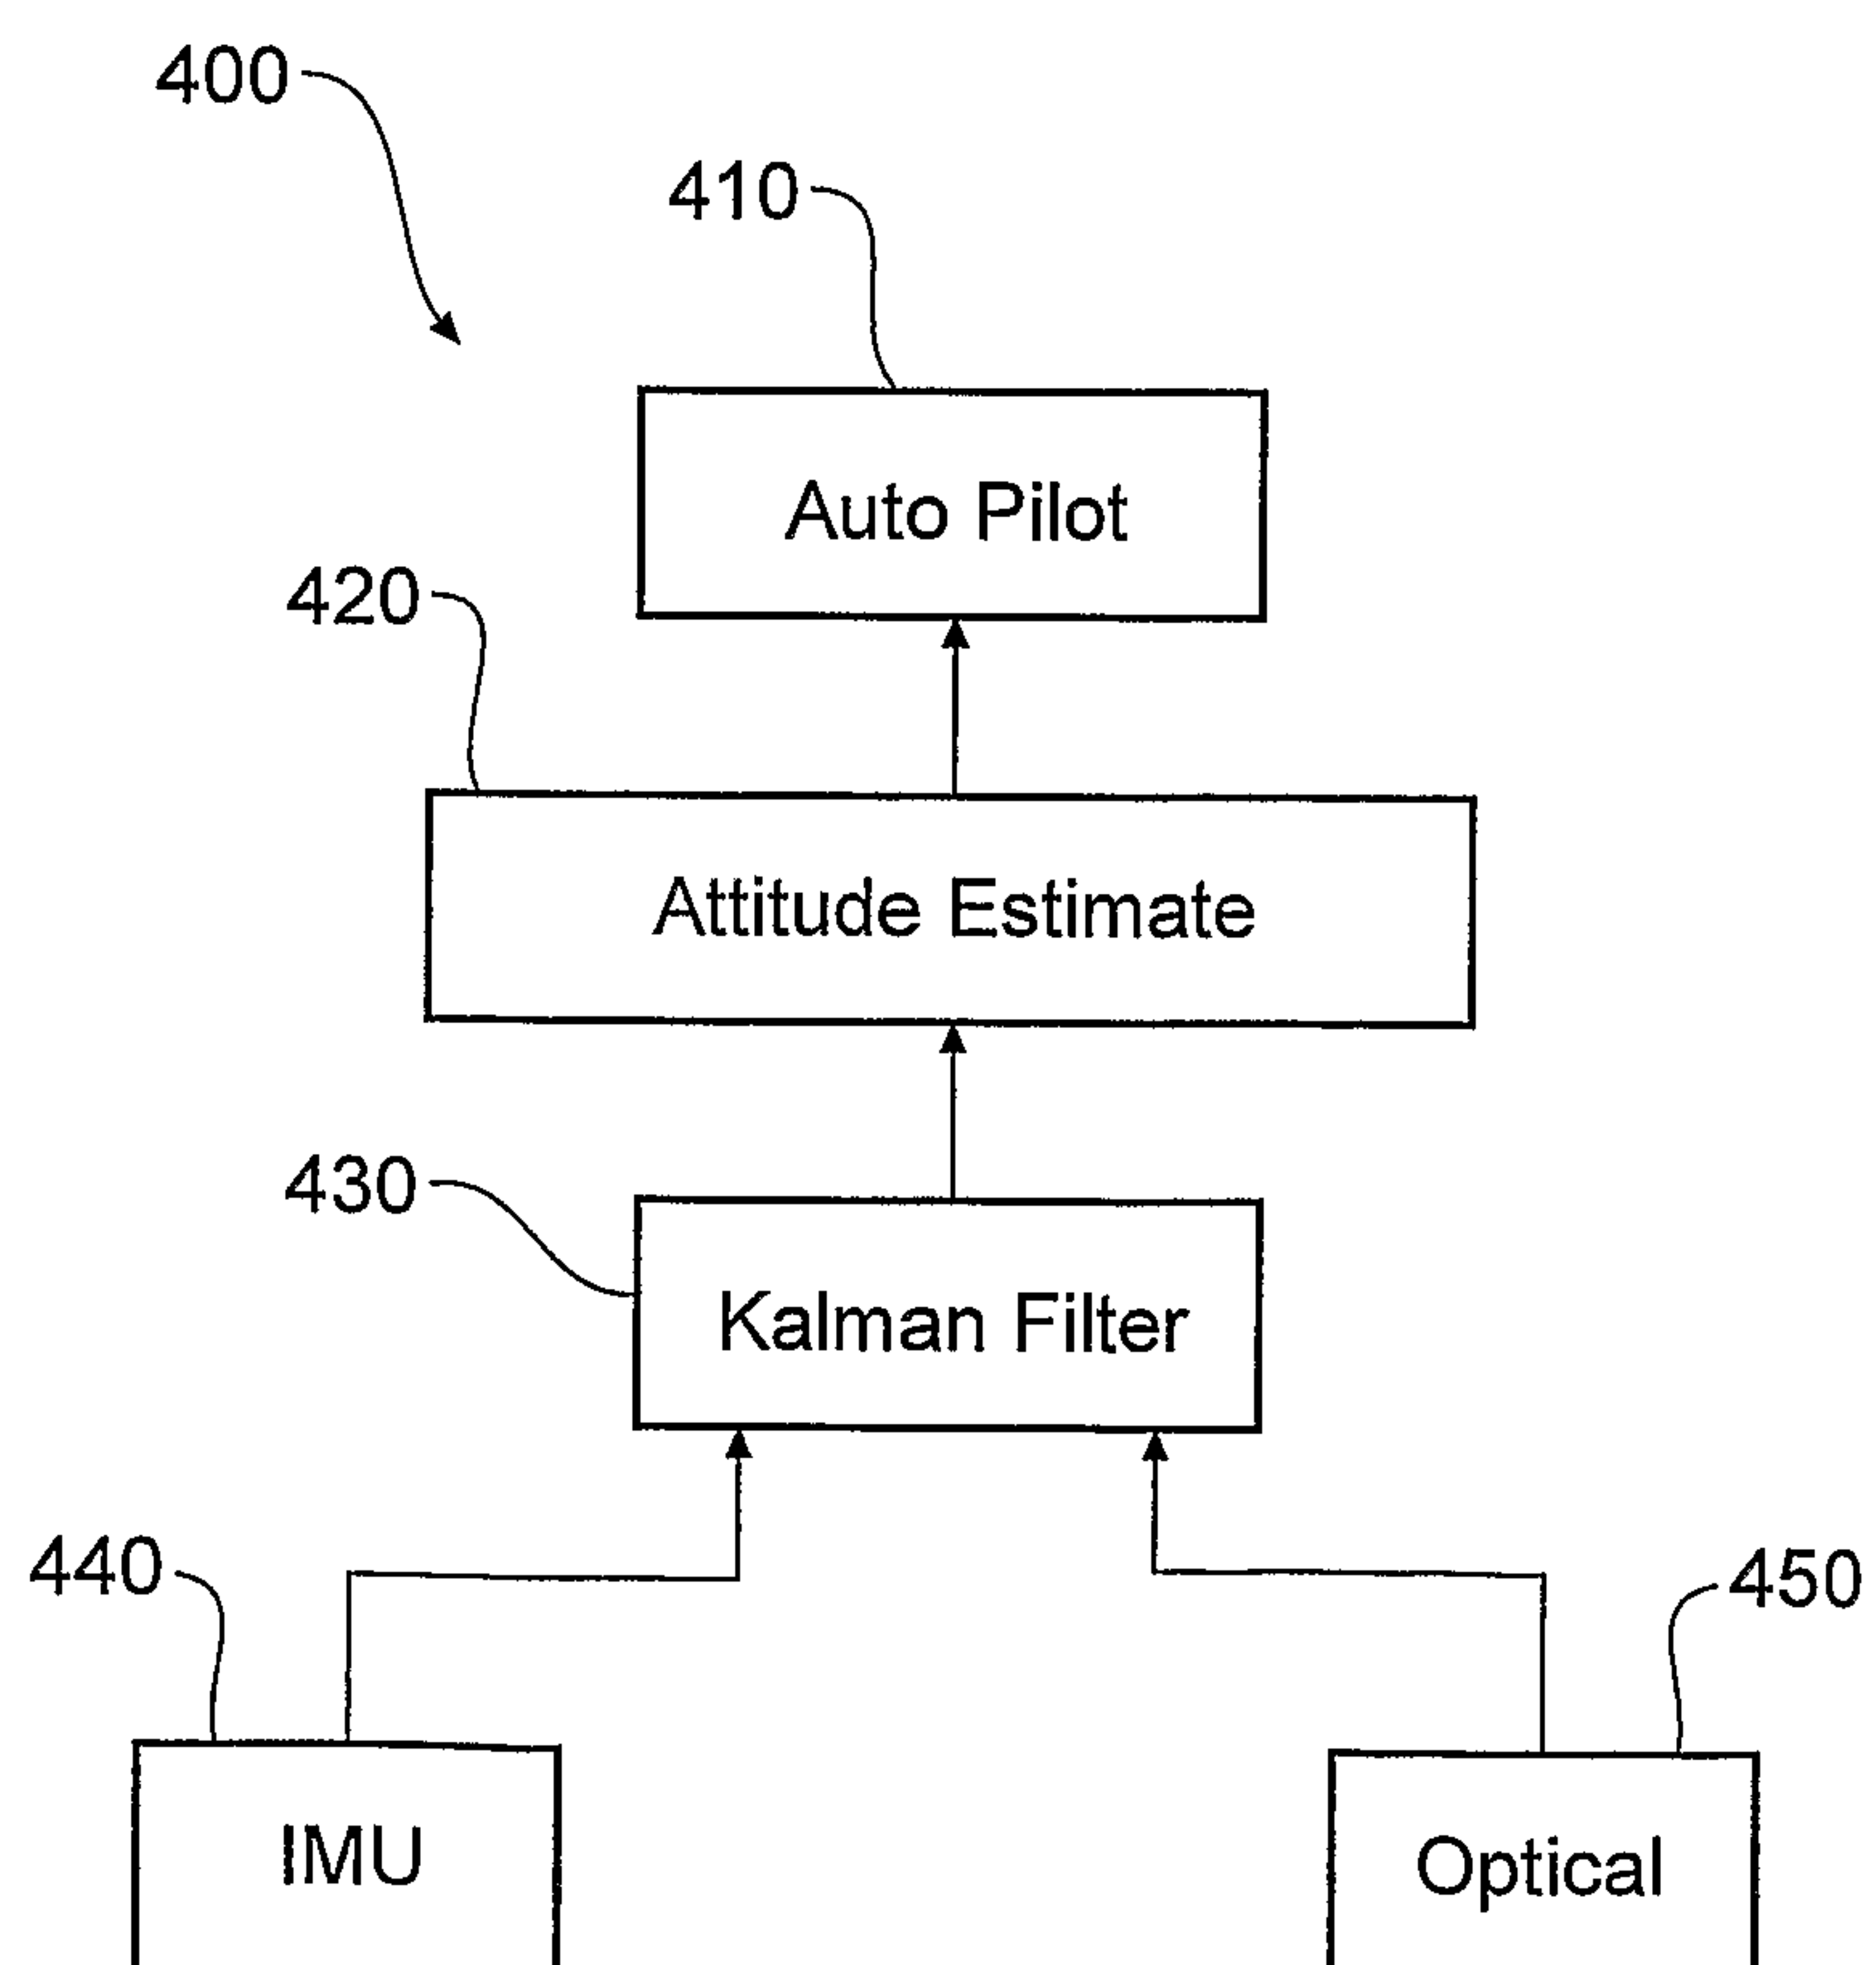 400
410
Auto Pilot
420
Attitude Estimate
430
Kalman Filter
440
450
IMU
Optical